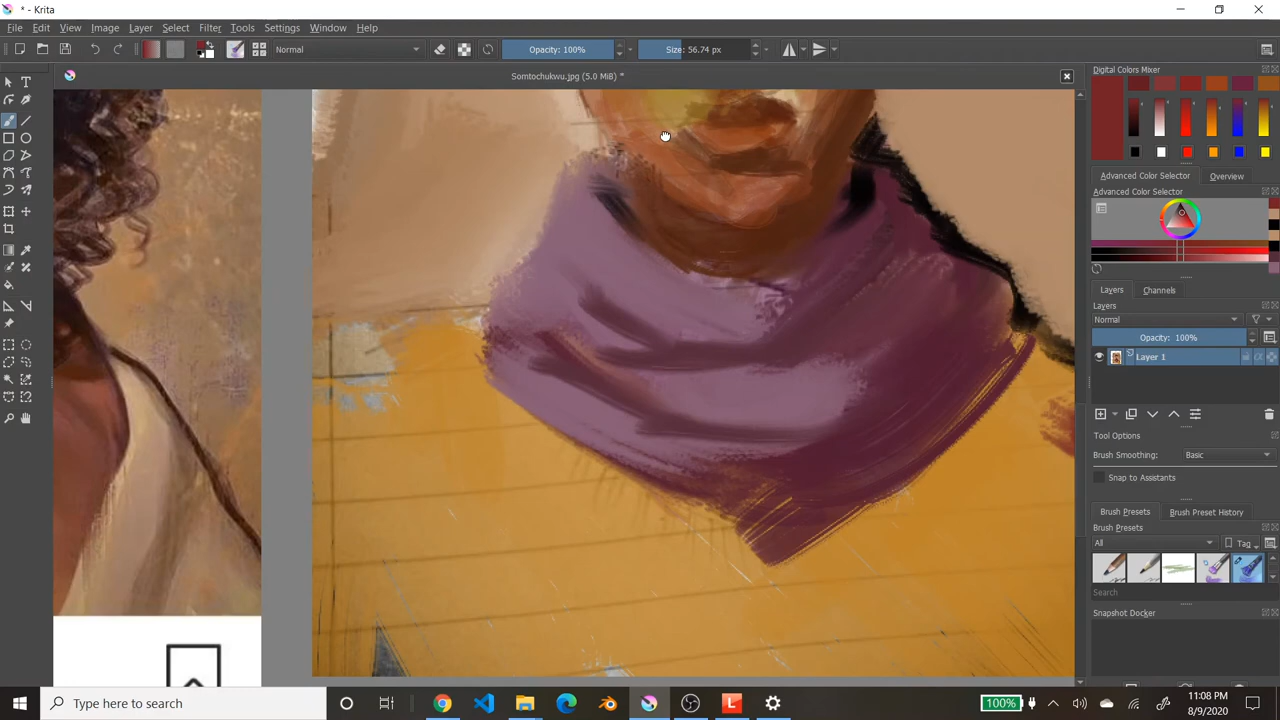 * - Krita
File Edit View Image Layer Select Filter Tools Settings Window Help
Normal
Opacity: 100%
Size: 56.74 px
Somtochukwu.jpg (5.0 MiB) *
Digital Colors Mixer
Advanced Color Selector Overview
Advanced Color Selector
Layers Channels
Layers
Normal
Opacity: 100%
Layer 1
Tool Options
Brush Smoothing: Basic
Snap to Assistants
Brush Presets Brush Preset History
Brush Presets
All Tag
Search
Snapshot Docker
Type here to search
100%
11:08 PM
8/9/2020